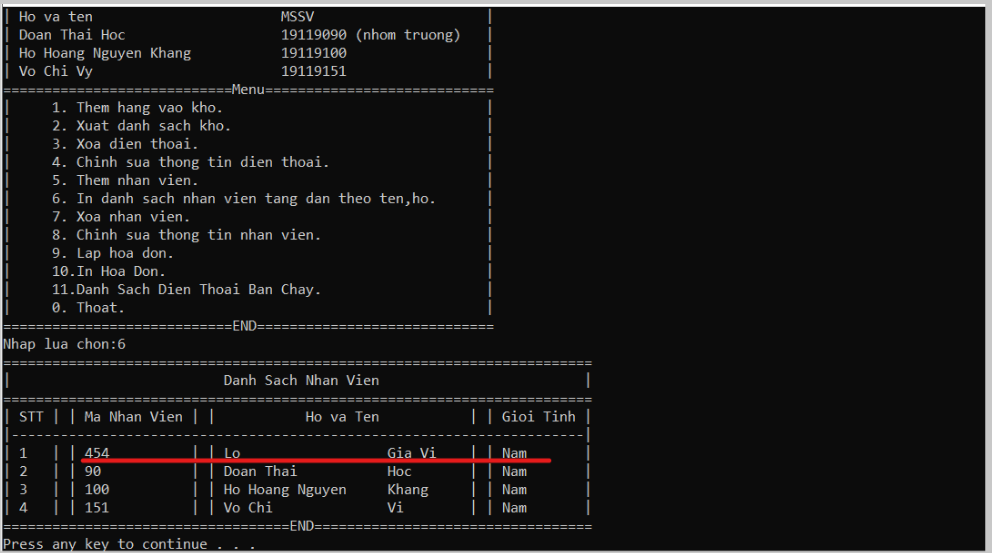 | Ho va ten                       MSSV                     |
| Doan Thai Hoc                   19119090 (nhom truong)   |
| Ho Hoang Nguyen Khang           19119100                 |
| Vo Chi Vy                       19119151                 |
============================Menu============================
|     1. Them hang vao kho.                                |
|     2. Xuat danh sach kho.                               |
|     3. Xoa dien thoai.                                   |
|     4. Chinh sua thong tin dien thoai.                   |
|     5. Them nhan vien.                                   |
|     6. In danh sach nhan vien tang dan theo ten,ho.      |
|     7. Xoa nhan vien.                                    |
|     8. Chinh sua thong tin nhan vien.                    |
|     9. Lap hoa don.                                      |
|     10.In Hoa Don.                                       |
|     11.Danh Sach Dien Thoai Ban Chay.                    |
|     0. Thoat.                                            |
============================END=============================
Nhap lua chon:6
========================================================================
|                          Danh Sach Nhan Vien                         |
========================================================================
| STT | | Ma Nhan Vien | |           Ho va Ten           | | Gioi Tinh |
|----------------------------------------------------------------------|
| 1   | | 454          | | Lo                  Gia Vi    | | Nam       |
| 2   | | 90           | | Doan Thai           Hoc       | | Nam       |
| 3   | | 100          | | Ho Hoang Nguyen     Khang     | | Nam       |
| 4   | | 151          | | Vo Chi              Vi        | | Nam       |
===================================END==================================
Press any key to continue . . .